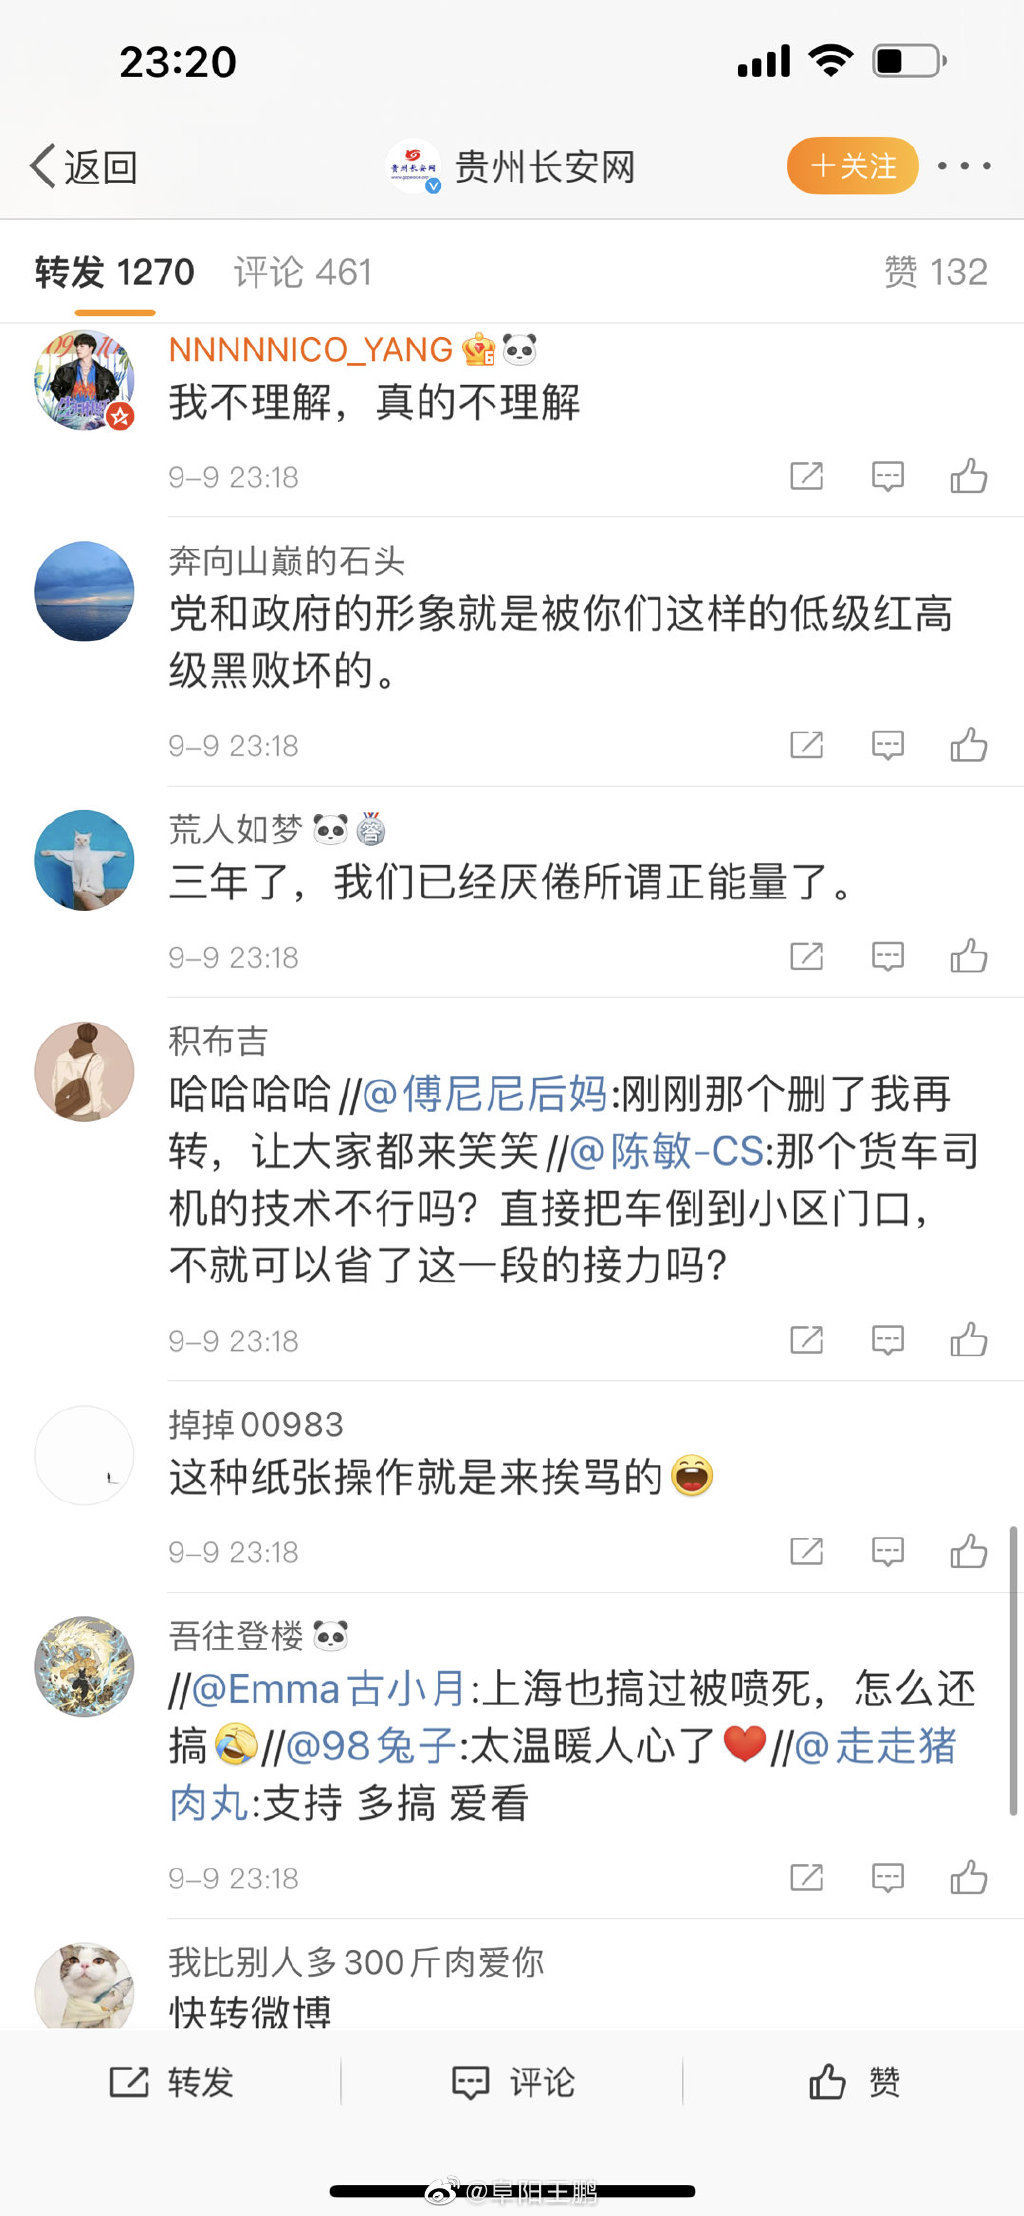 23:20
返回
贵州长安网
www.gzpeace.org
贵州长安网
+关注
转发 1270
评论 461
赞 132
NNNNNICO_YANG
我不理解，真的不理解
9-9 23:18
奔向山巅的石头
党和政府的形象就是被你们这样的低级红高
级黑败坏的。
9-9 23:18
荒人如梦
三年了，我们已经厌倦所谓正能量了。
9-9 23:18
积布吉
哈哈哈哈//@傅尼尼后妈:刚刚那个删了我再
转，让大家都来笑笑//@陈敏-CS:那个货车司
机的技术不行吗？直接把车倒到小区门口，
不就可以省了这一段的接力吗？
9-9 23:18
掉掉00983
这种纸张操作就是来挨骂的
9-9 23:18
吾往登楼
//@Emma古小月:上海也搞过被喷死，怎么还
搞//@98兔子:太温暖人心了//@走走猪
肉丸:支持 多搞 爱看
9-9 23:18
我比别人多300斤肉爱你
快转微博
转发
评论
赞
@阜阳王鹏